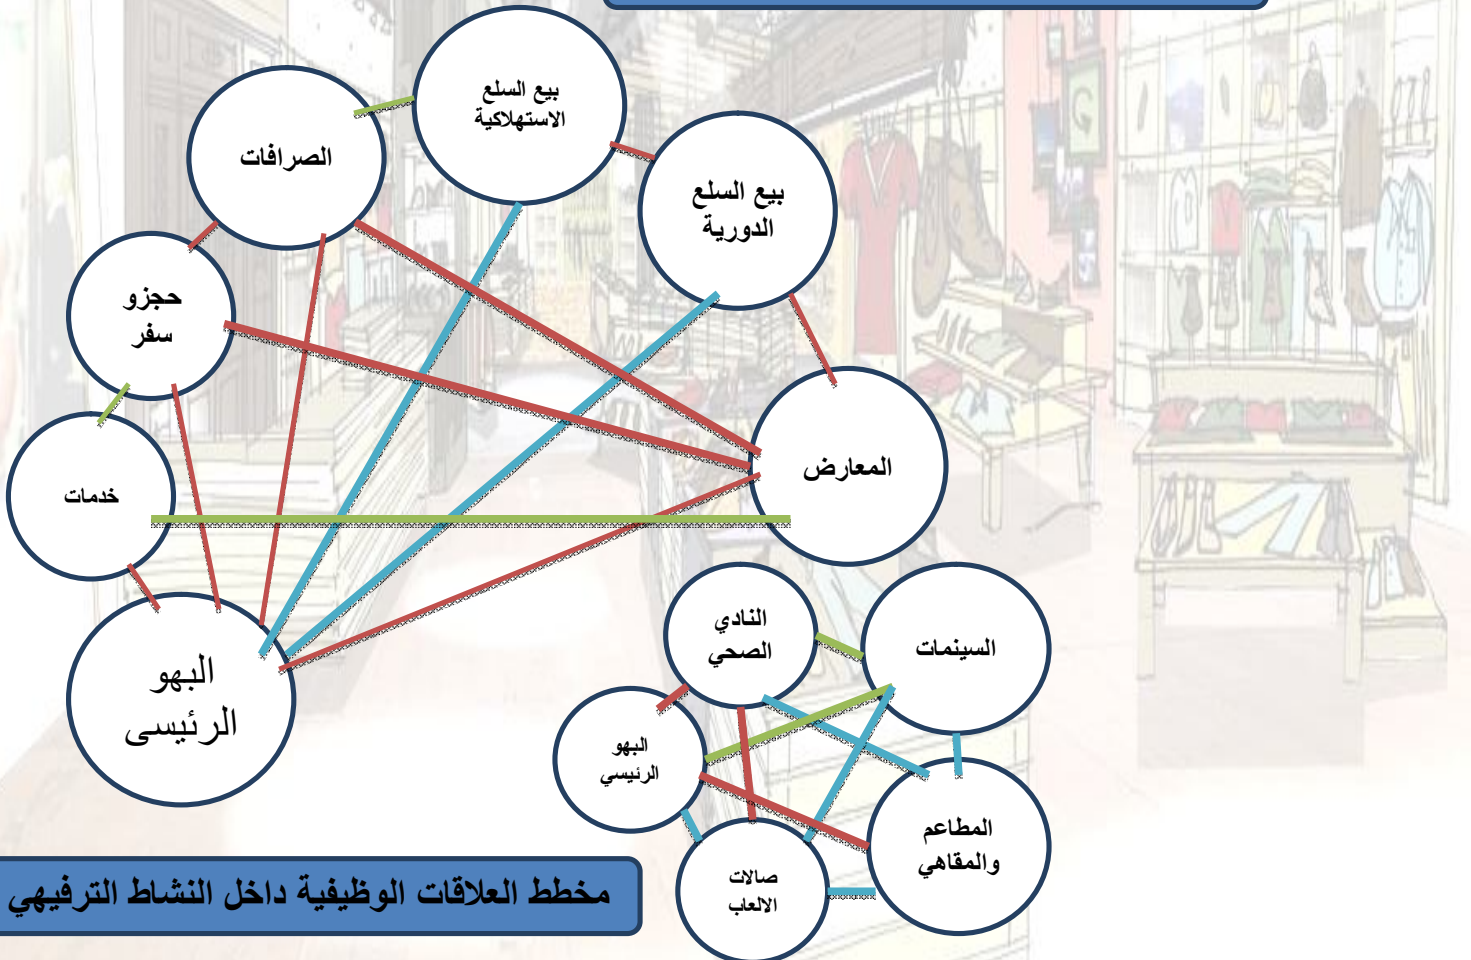 بيع السلع
الاستهلاكية
الصرافات
بيع السلع
الدورية
حجزو
سفر
المعارض
خدمات
البهو
الرئيسى
النادي
الصحي
السينمات
البهو
الرئيسي
المطاعم
والمقاهي
صالات
الالعاب
مخطط العلاقات الوظيفية داخل النشاط الترفيهي